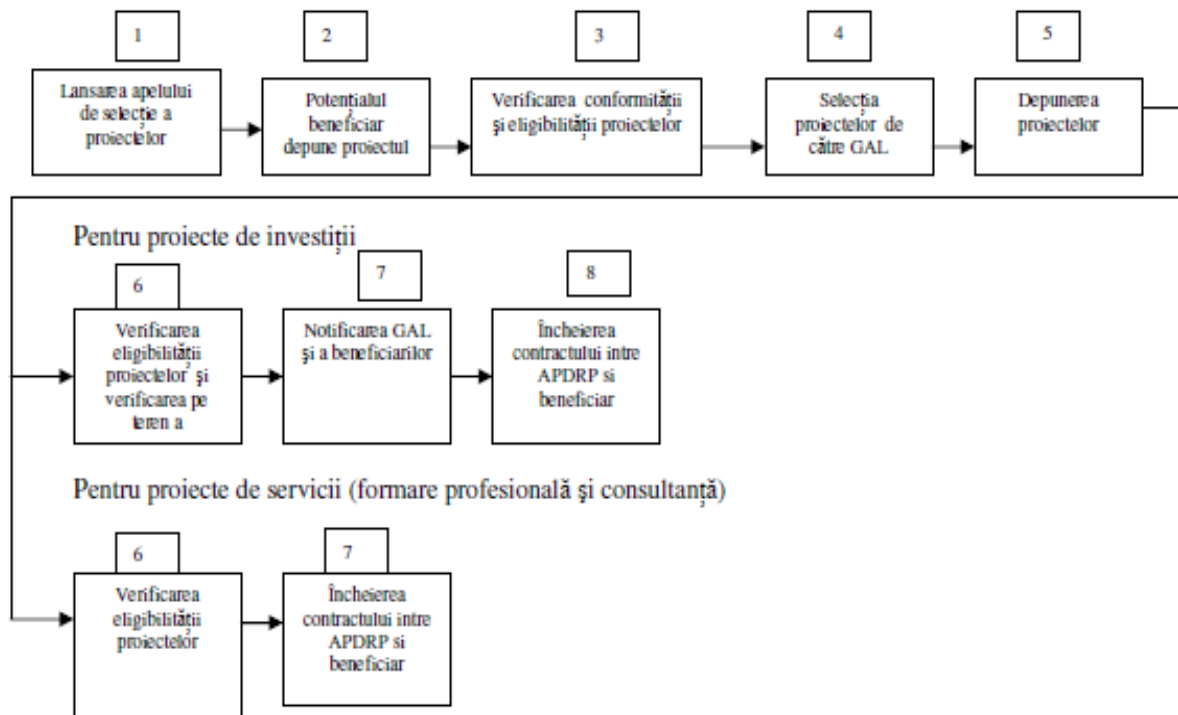 1
2
3
4
5
Lansarea apelului
de selecție a
proiectelor
Potențialul
beneficiar
depune proiectul
Verificarea conformității
și eligibilității proiectelor
Selecția
proiectelor de
către GAL
Depunerea
proiectelor
Pentru proiecte de investiții
6
7
8
Verificarea
eligibilității
proiectelor și
verificarea pe
teren a
Notificarea GAL
și a beneficiarilor
Încheierea
contractului intre
APDRP si
beneficiar
Pentru proiecte de servicii (formare profesională și consultanță)
6
7
Verificarea
eligibilității
proiectelor
Încheierea
contractului intre
APDRP si
beneficiar